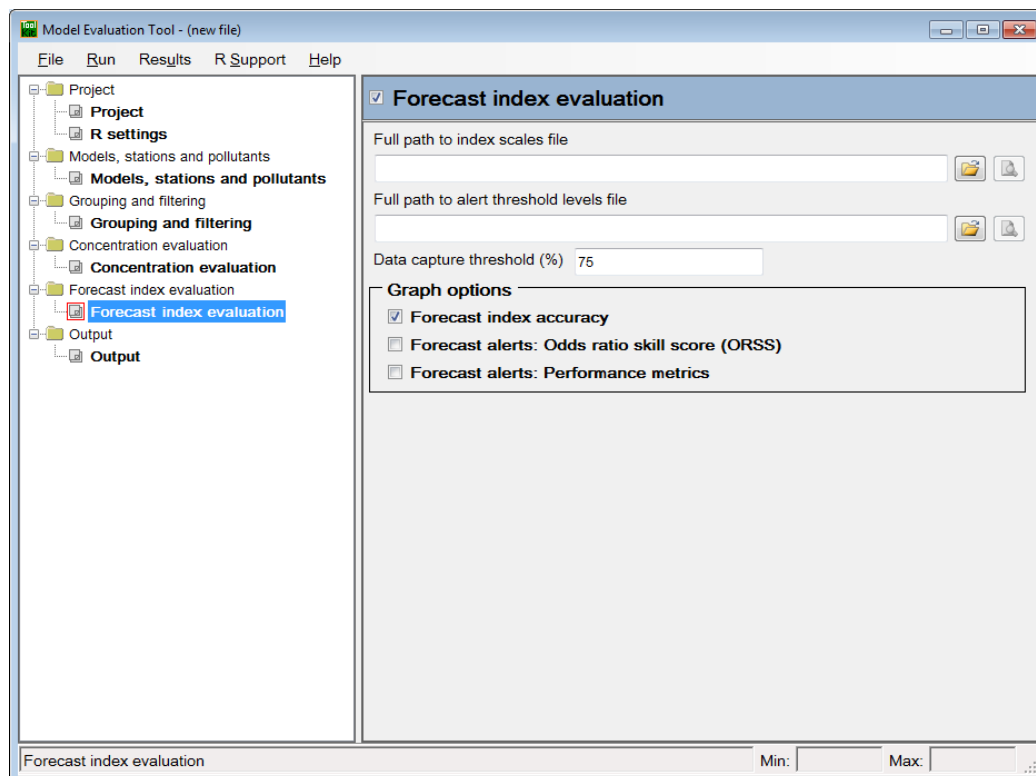 Model Evaluation Tool - (new file)
File Run Results R Support Help
Project
Project
R settings
Models, stations and pollutants
Models, stations and pollutants
Grouping and filtering
Grouping and filtering
Concentration evaluation
Concentration evaluation
Forecast index evaluation
Forecast index evaluation
Output
Output
Forecast index evaluation
Full path to index scales file
Full path to alert threshold levels file
Data capture threshold (%) 75
Graph options
Forecast index accuracy
Forecast alerts: Odds ratio skill score (ORSS)
Forecast alerts: Performance metrics
Forecast index evaluation Min: Max: